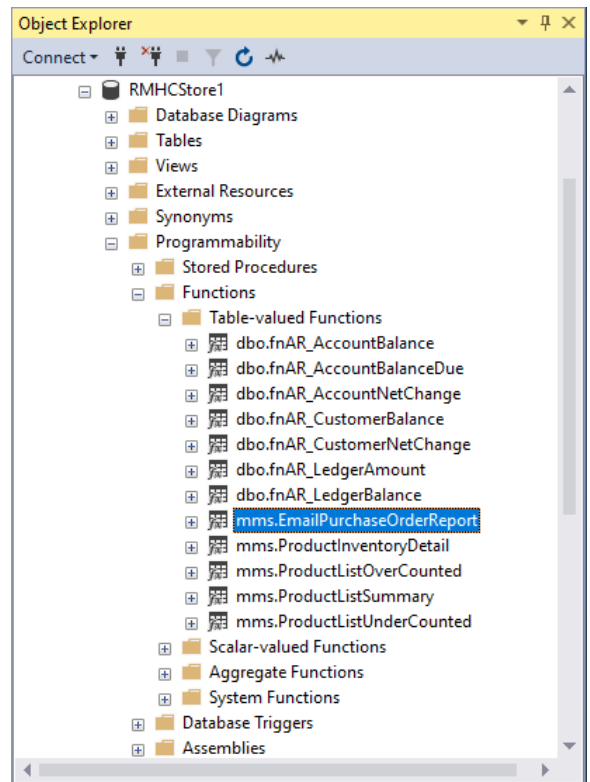 Object Explorer
Connect
RMHCStore1
Database Diagrams
Tables
Views
External Resources
Synonyms
Programmability
Stored Procedures
Functions
Table-valued Functions
dbo.fnAR_AccountBalance
dbo.fnAR_AccountBalanceDue
dbo.fnAR_AccountNetChange
dbo.fnAR_CustomerBalance
dbo.fnAR_CustomerNetChange
dbo.fnAR_LedgerAmount
dbo.fnAR_LedgerBalance
mms.EmailPurchaseOrderReport
mms.ProductInventoryDetail
mms.ProductListOverCounted
mms.ProductListSummary
mms.ProductListUnderCounted
Scalar-valued Functions
Aggregate Functions
System Functions
Database Triggers
Assemblies